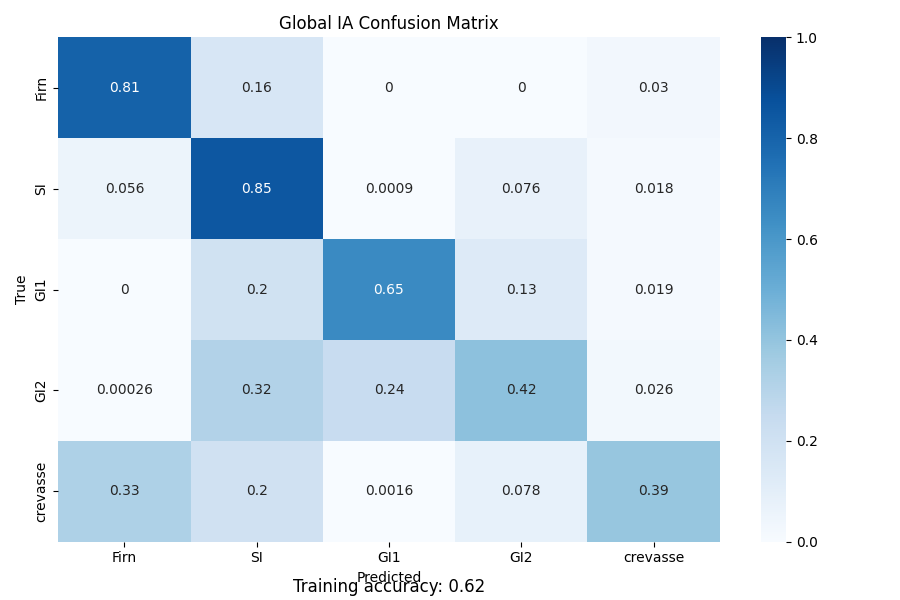 Global IA Confusion Matrix
True
Firn 0.81 0.16 0 0 0.03
SI 0.056 0.85 0.0009 0.076 0.018
GI1 0 0.2 0.65 0.13 0.019
GI2 0.00026 0.32 0.24 0.42 0.026
crevasse 0.33 0.2 0.0016 0.078 0.39
Firn SI GI1 GI2 crevasse
Predicted
Training accuracy: 0.62
1.0
0.8
0.6
0.4
0.2
0.0